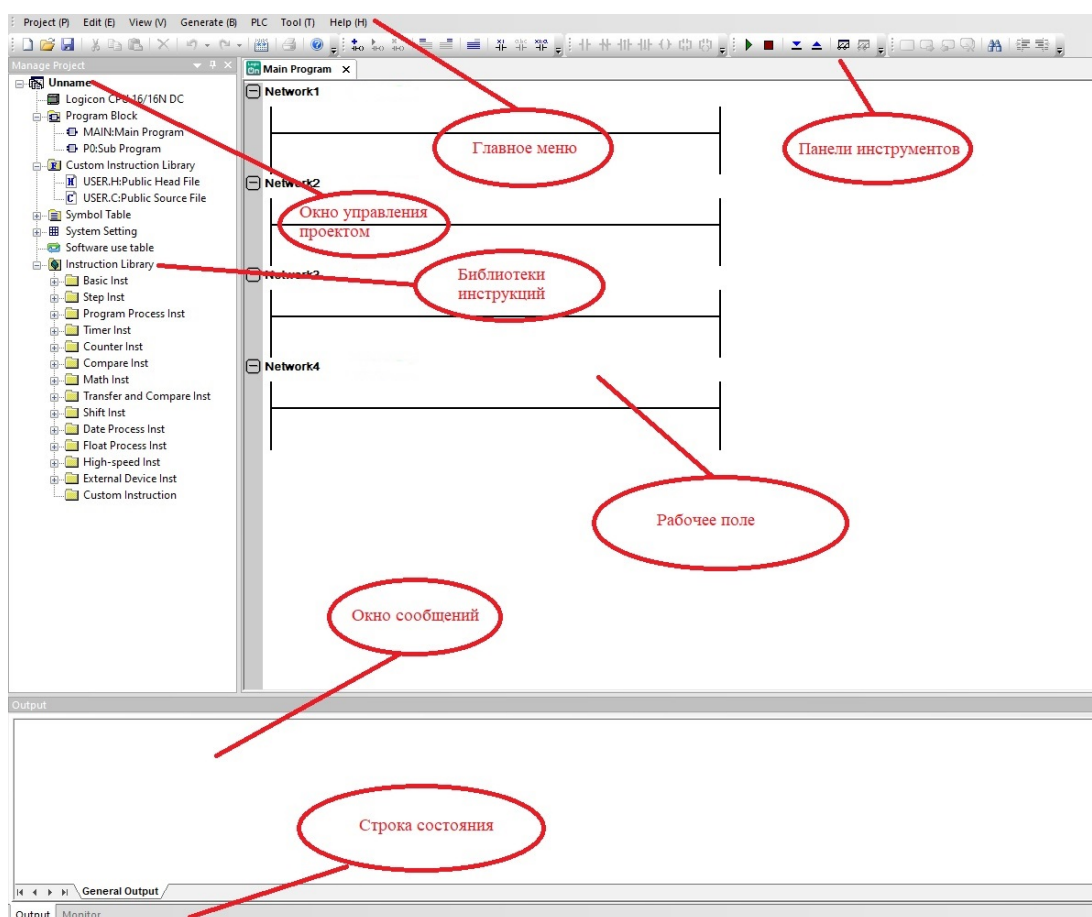 Project (P) Edit (E) View (V) Generate (B) PLC Tool (T) Help (H)
Manage Project
Main Program
Unname
Logicon CPU 16/16N DC
Program Block
MAIN:Main Program
P0:Sub Program
Custom Instruction Library
USER.H:Public Head File
USER.C:Public Source File
Symbol Table
System Setting
Software use table
Instruction Library
Basic Inst
Step Inst
Program Process Inst
Timer Inst
Counter Inst
Compare Inst
Math Inst
Transfer and Compare Inst
Shift Inst
Date Process Inst
Float Process Inst
High-speed Inst
External Device Inst
Custom Instruction
Network1
Главное меню
Панели инструментов
Network2
Окно управления
проектом
Network3
Библиотеки
инструкций
Network4
Рабочее поле
Окно сообщений
Output
Строка состояния
General Output
Output Monitor